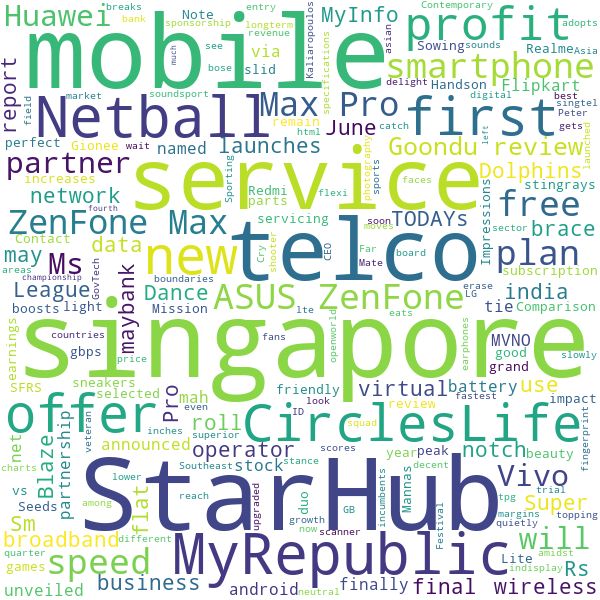 Huawei
breaks
bank
sponsorship
Note
entry
revenue
longterm
bose
see
mobile
slid
via
soundsport
Kaliaropoulos
MyInfo
specifications
asian
much
Sowing
profit
Contemporary
adopts
sounds
Realme
Asia
smartphone
delight
Handson
best
singtel
report
market
digital
Peter
Flipkart
gets
field
Netball
Max Pro
first
launched
perfect
Gionee
wait
html
named
launches
June
remain
catch
left
Goondu review
partner
increases
Redmi
parts
flexi
photography
sports
faces
Dolphins
Sporting
service
stingrays
network
fourth
servicing
soon
moves
TODAYs
Impressions
free
ZenFone Max
Contact
Cry
shooter
Far
CEO
board
Mate
sector
brace
may
data
new
telco
plan
areas
championship
GovTech
boundaries
subscription
Ms
maybank
lte
erase
LG
League
Dance
ASUS ZenFone
india
Comparison
boosts
light
Mission
tie
slowly
countries
price
eats
MVNO
earnings
gbps
fans
openworld
earphones
good
SFRS
sneakers
singapore
grand
selected
Pro
mah
friendly
virtual
battery
use
net
even
look
review
fastest
impact
offer
roll
ID
squad
CirclesLife
fingerprint
charts
announced
veteran
inches
superior
scores
year
peak
notch
beauty
Blaze
partnership
operator
Southeast
stance
decent
tpg
trial
vs
lower
stock
duo
incumbents
Vivo
Seeds
among
reach
StarHub
Mannas
margins
topping
Sm
flat
upgraded
growth
GB
Festival
will
Super
quietly
broadband
now
scanner
amidst
quarter
different
speed
MyRepublic
Lite
Rs
games
indisplay
business
android
finally
final
wireless
unveiled
neutral